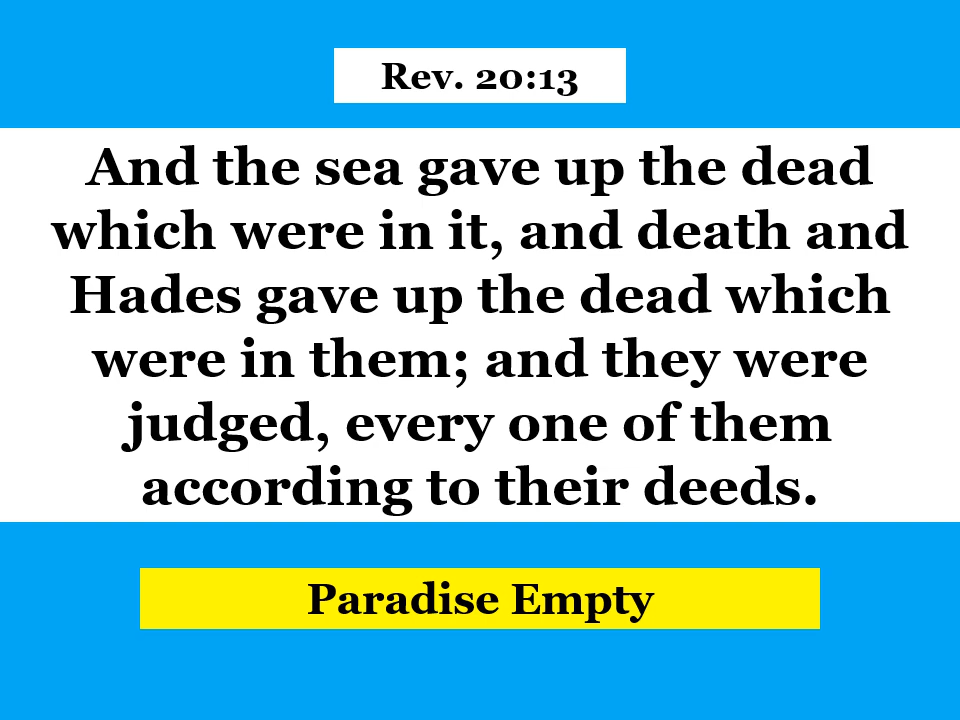 Rev. 20:13
And the sea gave up the dead
which were in it, and death and
Hades gave up the dead which
were in them; and they were
judged, every one of them
according to their deeds.
Paradise Empty